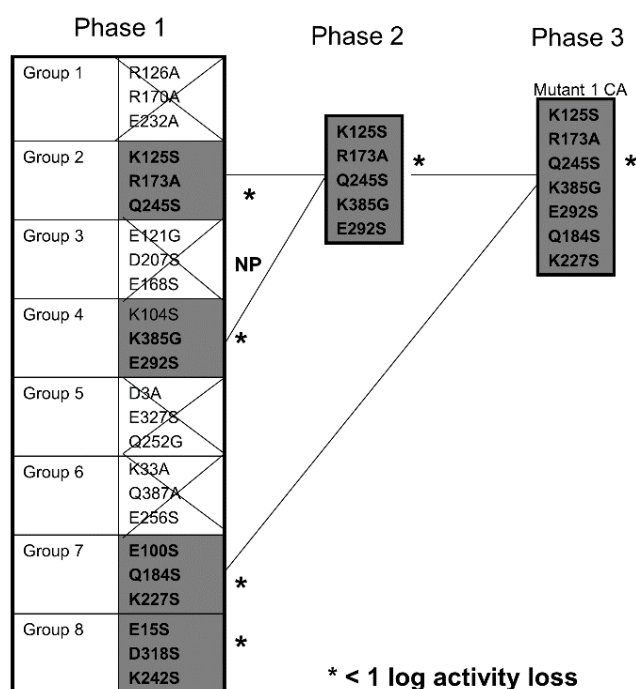 Phase 1
Phase 2
Phase 3
Group 1
R126A
R170A
E232A
Group 2
K125S
R173A
Q245S
*
Group 3
E121G
D207S
E168S
NP
Group 4
K104S
K385G
E292S
*
Group 5
D3A
E327S
Q252G
Group 6
K33A
Q387A
E256S
Group 7
E100S
Q184S
K227S
*
Group 8
E15S
D318S
K242S
*
K125S
R173A
Q245S
K385G
E292S
*
Mutant 1 CA
K125S
R173A
Q245S
K385G
E292S
Q184S
K227S
*
* < 1 log activity loss